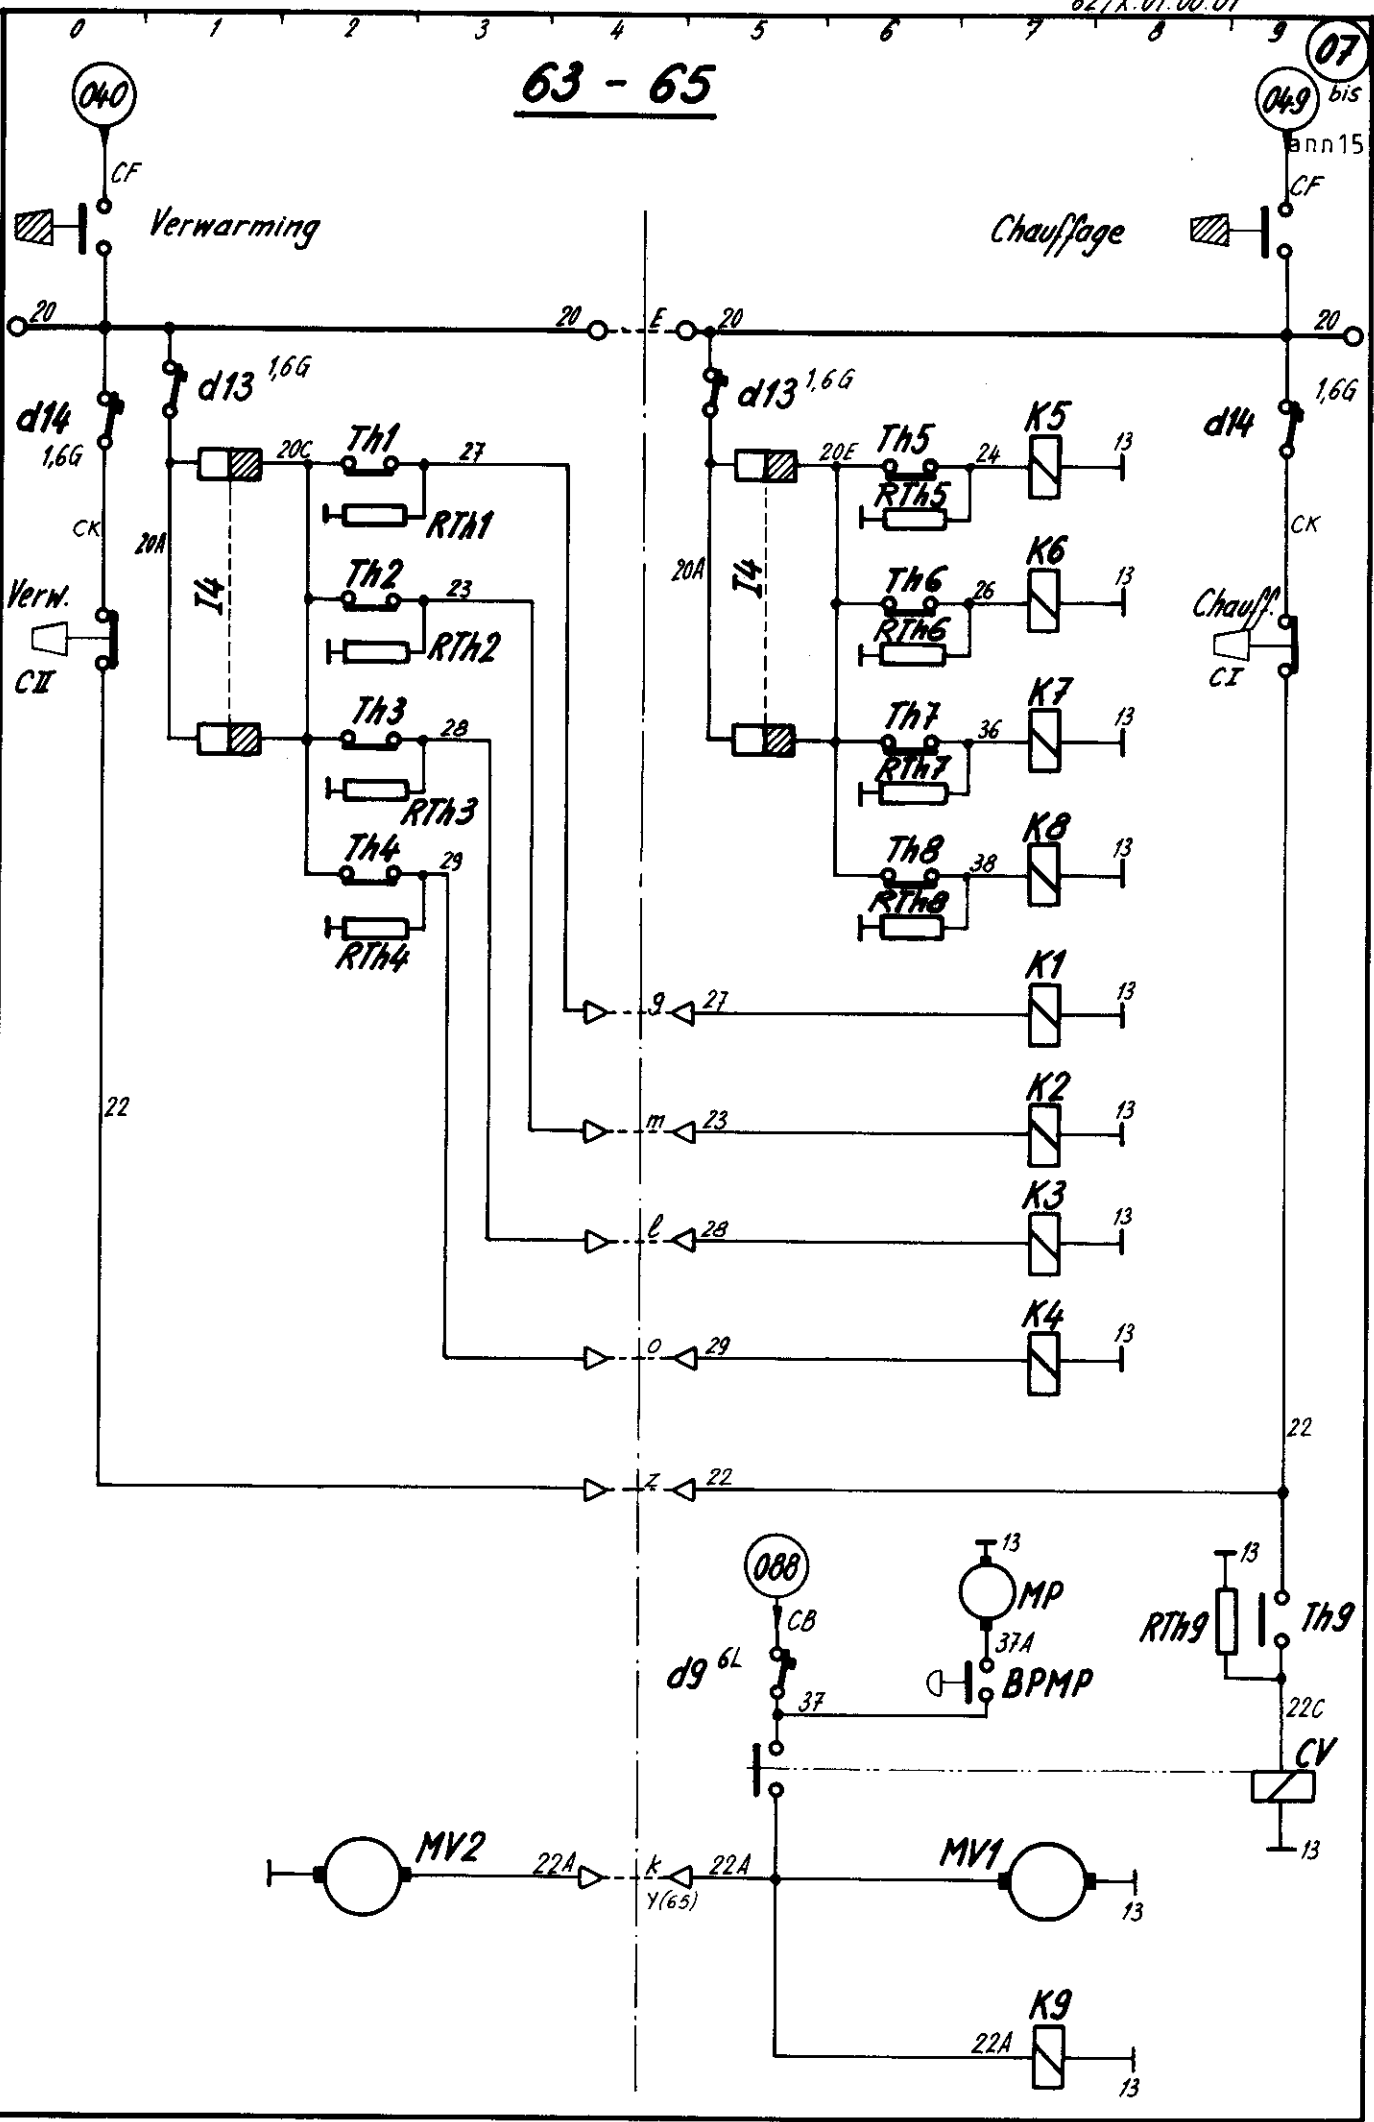 62/X.01.00.01
0 1 2 3 4 5 6 7 8 9
07
bis
ann15
63 - 65
040
049
CF
CF
Verwarming
Chauffage
20
20
E
20
20
d13 1,6G
d13 1,6G
d14
1,6G
1,6G
d14
20C
Th1
27
20E
Th5
24
K5
13
RTh1
RTh5
CK
20A
I4
20A
I4
CK
Th2
23
Th6
26
K6
13
Verw.
RTh2
RTh6
Chauff.
CII
CI
Th3
28
Th7
36
K7
13
RTh3
RTh7
Th4
29
Th8
38
K8
13
RTh4
RTh8
g
27
K1
13
22
m
23
K2
13
l
28
K3
13
o
29
K4
13
22
z
22
088
CB
13
MP
13
RTh9
Th9
d9 6L
37A
BPMP
37
22C
CV
13
MV2
22A
k
Y(65)
22A
MV1
13
K9
22A
13